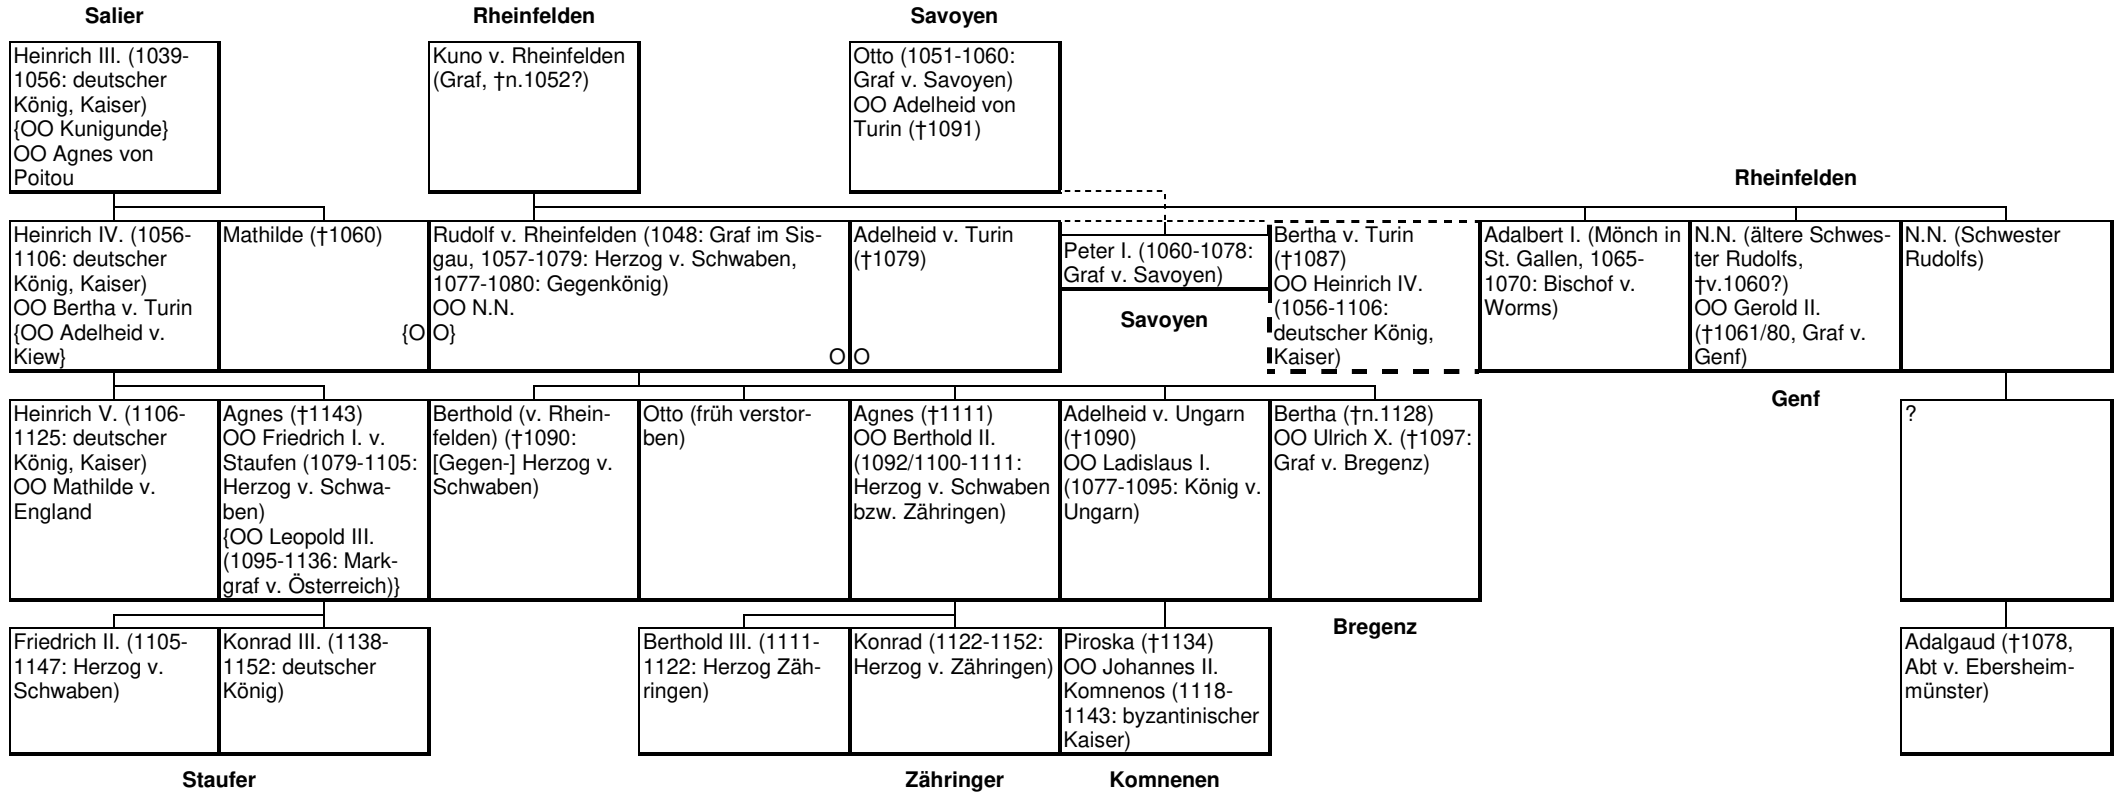 Salier
Rheinfelden
Savoyen
Heinrich III. (1039-
1056: deutscher
König, Kaiser)
{OO Kunigunde}
OO Agnes von
Poitou
Kuno v. Rheinfelden
(Graf, †n.1052?)
Otto (1051-1060:
Graf v. Savoyen)
OO Adelheid von
Turin (†1091)
Rheinfelden
Heinrich IV. (1056-
1106: deutscher
König, Kaiser)
OO Bertha v. Turin
{OO Adelheid v.
Kiew}
Mathilde (†1060)
{O
Rudolf v. Rheinfelden (1048: Graf im Sis-
gau, 1057-1079: Herzog v. Schwaben,
1077-1080: Gegenkönig)
OO N.N.
O}
O
Adelheid v. Turin
(†1079)
O
Peter I. (1060-1078:
Graf v. Savoyen)
Savoyen
Bertha v. Turin
(†1087)
OO Heinrich IV.
(1056-1106:
deutscher König,
Kaiser)
Adalbert I. (Mönch in
St. Gallen, 1065-
1070: Bischof v.
Worms)
N.N. (ältere Schwes-
ter Rudolfs,
†v.1060?)
OO Gerold II.
(†1061/80, Graf v.
Genf)
N.N. (Schwester
Rudolfs)
Genf
Heinrich V. (1106-
1125: deutscher
König, Kaiser)
OO Mathilde v.
England
Agnes (†1143)
OO Friedrich I. v.
Staufen (1079-1105:
Herzog v. Schwa-
ben)
{OO Leopold III.
(1095-1136: Mark-
graf v. Österreich)}
Berthold (v. Rhein-
felden) (†1090:
[Gegen-] Herzog v.
Schwaben)
Otto (früh verstor-
ben)
Agnes (†1111)
OO Berthold II.
(1092/1100-1111:
Herzog v. Schwaben
bzw. Zähringen)
Adelheid v. Ungarn
(†1090)
OO Ladislaus I.
(1077-1095: König v.
Ungarn)
Bertha (†n.1128)
OO Ulrich X. (†1097:
Graf v. Bregenz)
?
Bregenz
Friedrich II. (1105-
1147: Herzog v.
Schwaben)
Konrad III. (1138-
1152: deutscher
König)
Berthold III. (1111-
1122: Herzog Zäh-
ringen)
Konrad (1122-1152:
Herzog v. Zähringen)
Piroska (†1134)
OO Johannes II.
Komnenos (1118-
1143: byzantinischer
Kaiser)
Adalgaud (†1078,
Abt v. Ebersheim-
münster)
Staufer
Zähringer
Komnenen